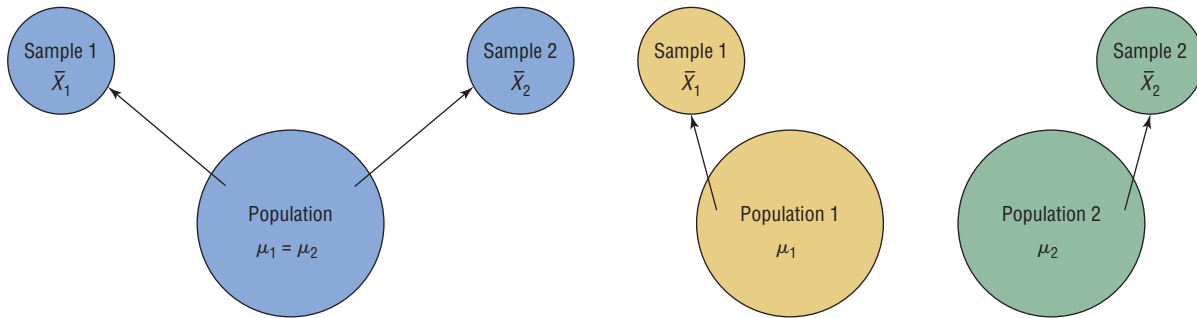 Sample 1
X̄₁
Sample 2
X̄₂
Population
μ₁ = μ₂
Sample 1
X̄₁
Population 1
μ₁
Sample 2
X̄₂
Population 2
μ₂